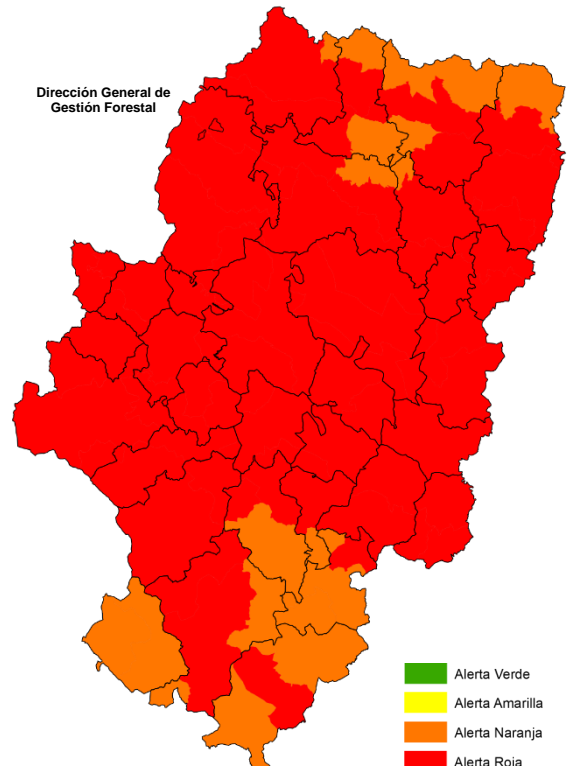 Dirección General de
Gestión Forestal
Alerta Verde
Alerta Amarilla
Alerta Naranja
Alerta Roja